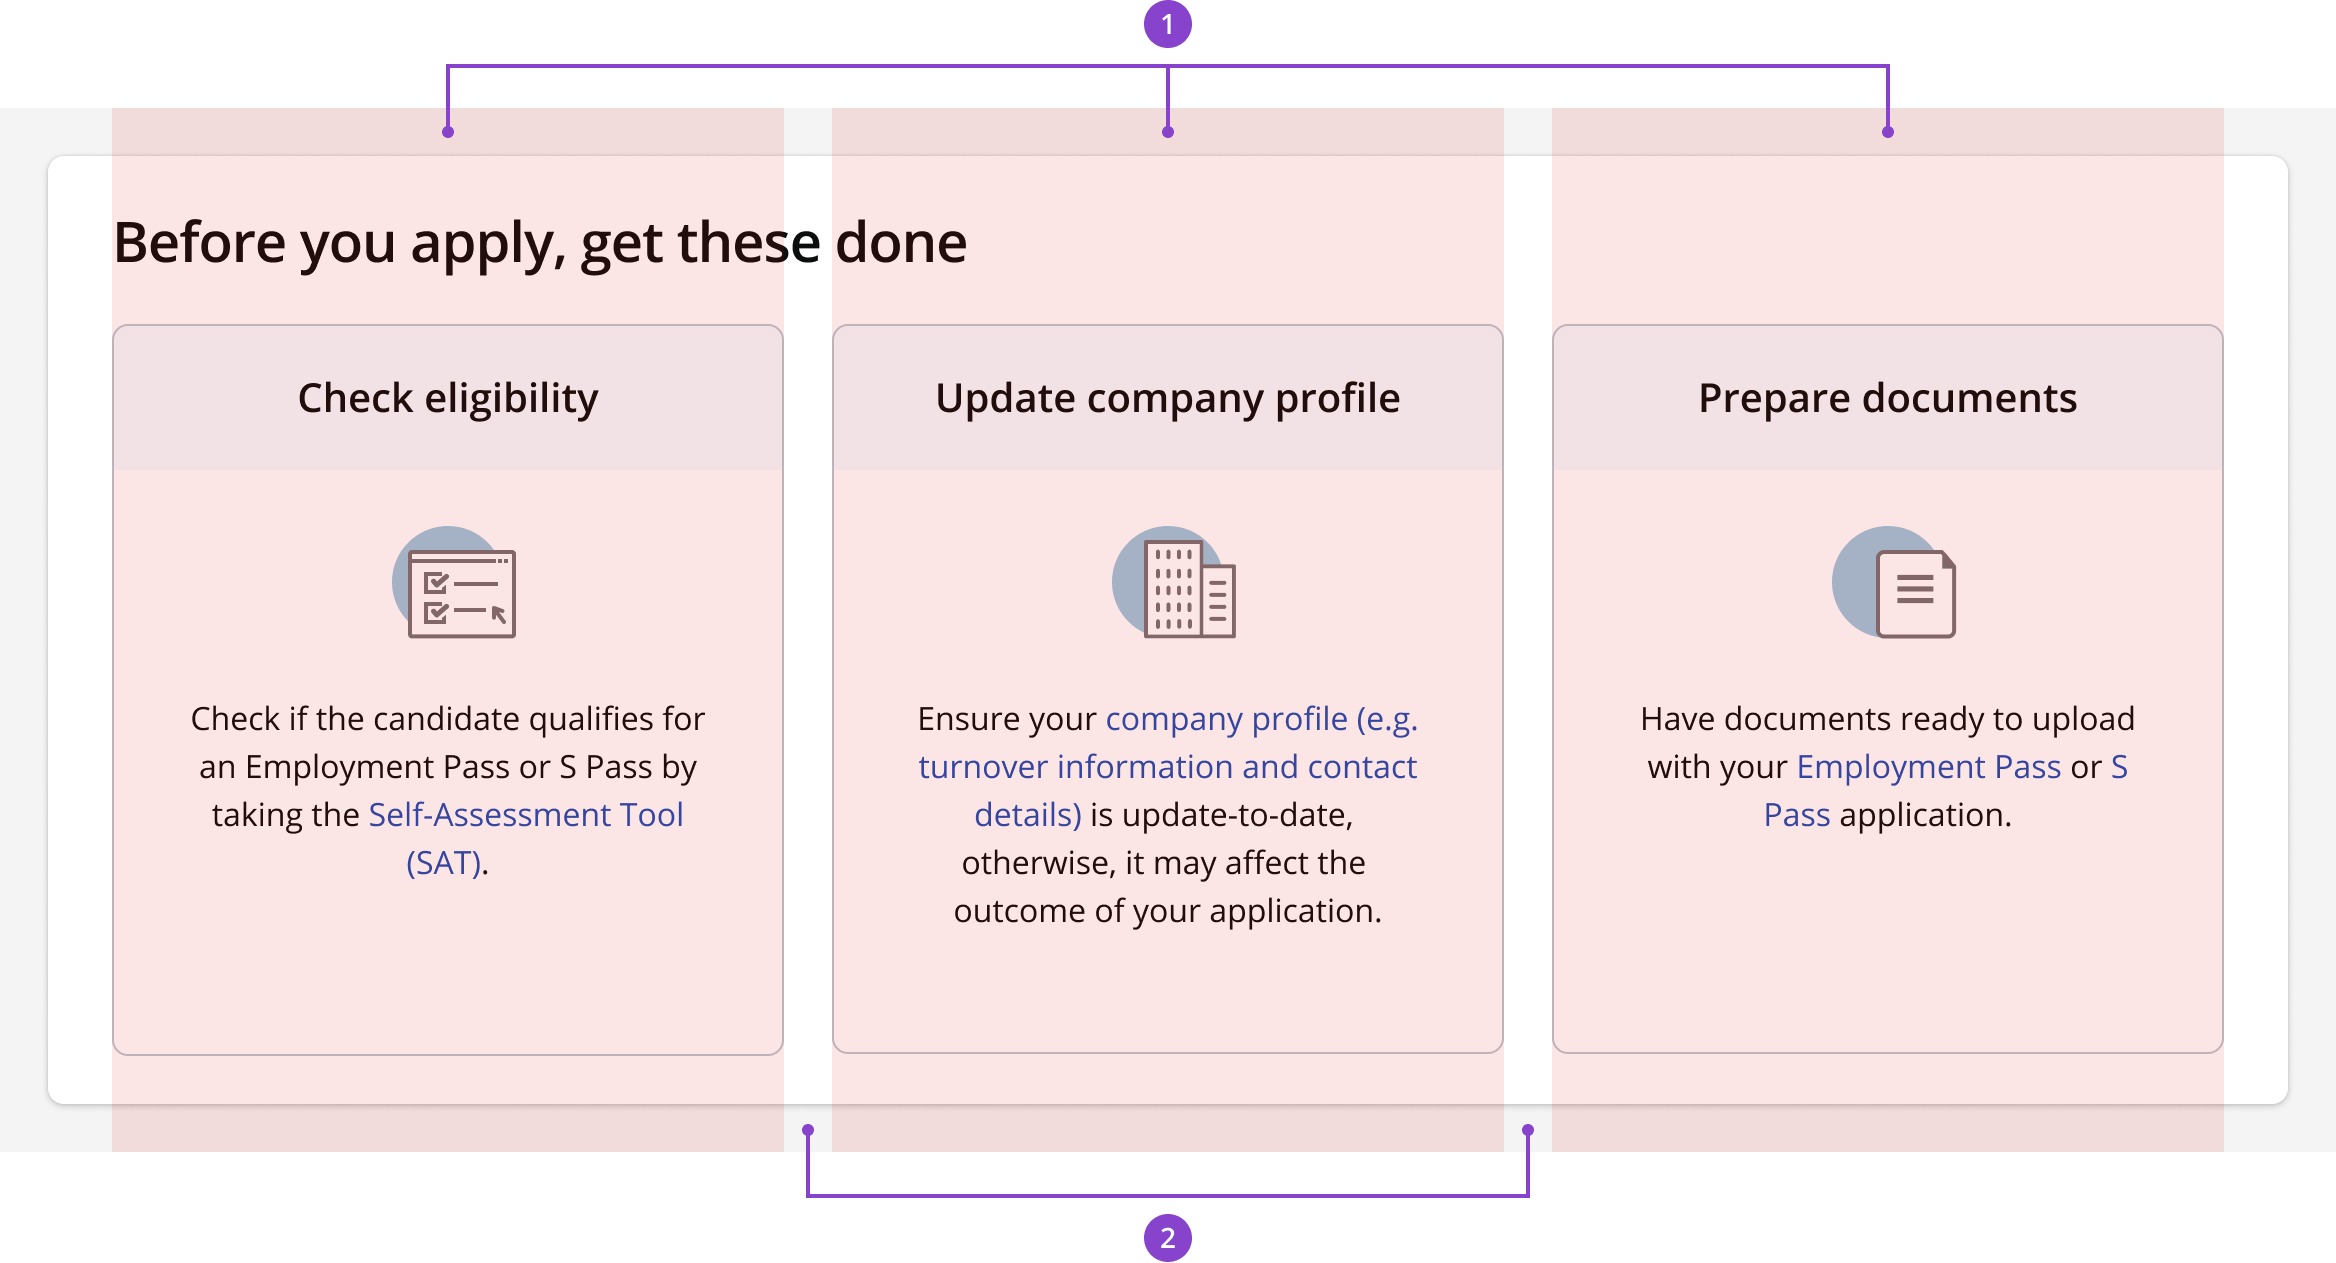 1
Before you apply, get these done
Check eligibility
Check if the candidate qualifies for
an Employment Pass or S Pass by
taking the Self-Assessment Tool
(SAT).
Update company profile
Ensure your company profile (e.g.
turnover information and contact
details) is update-to-date,
otherwise, it may affect the
outcome of your application.
Prepare documents
Have documents ready to upload
with your Employment Pass or S
Pass application.
2